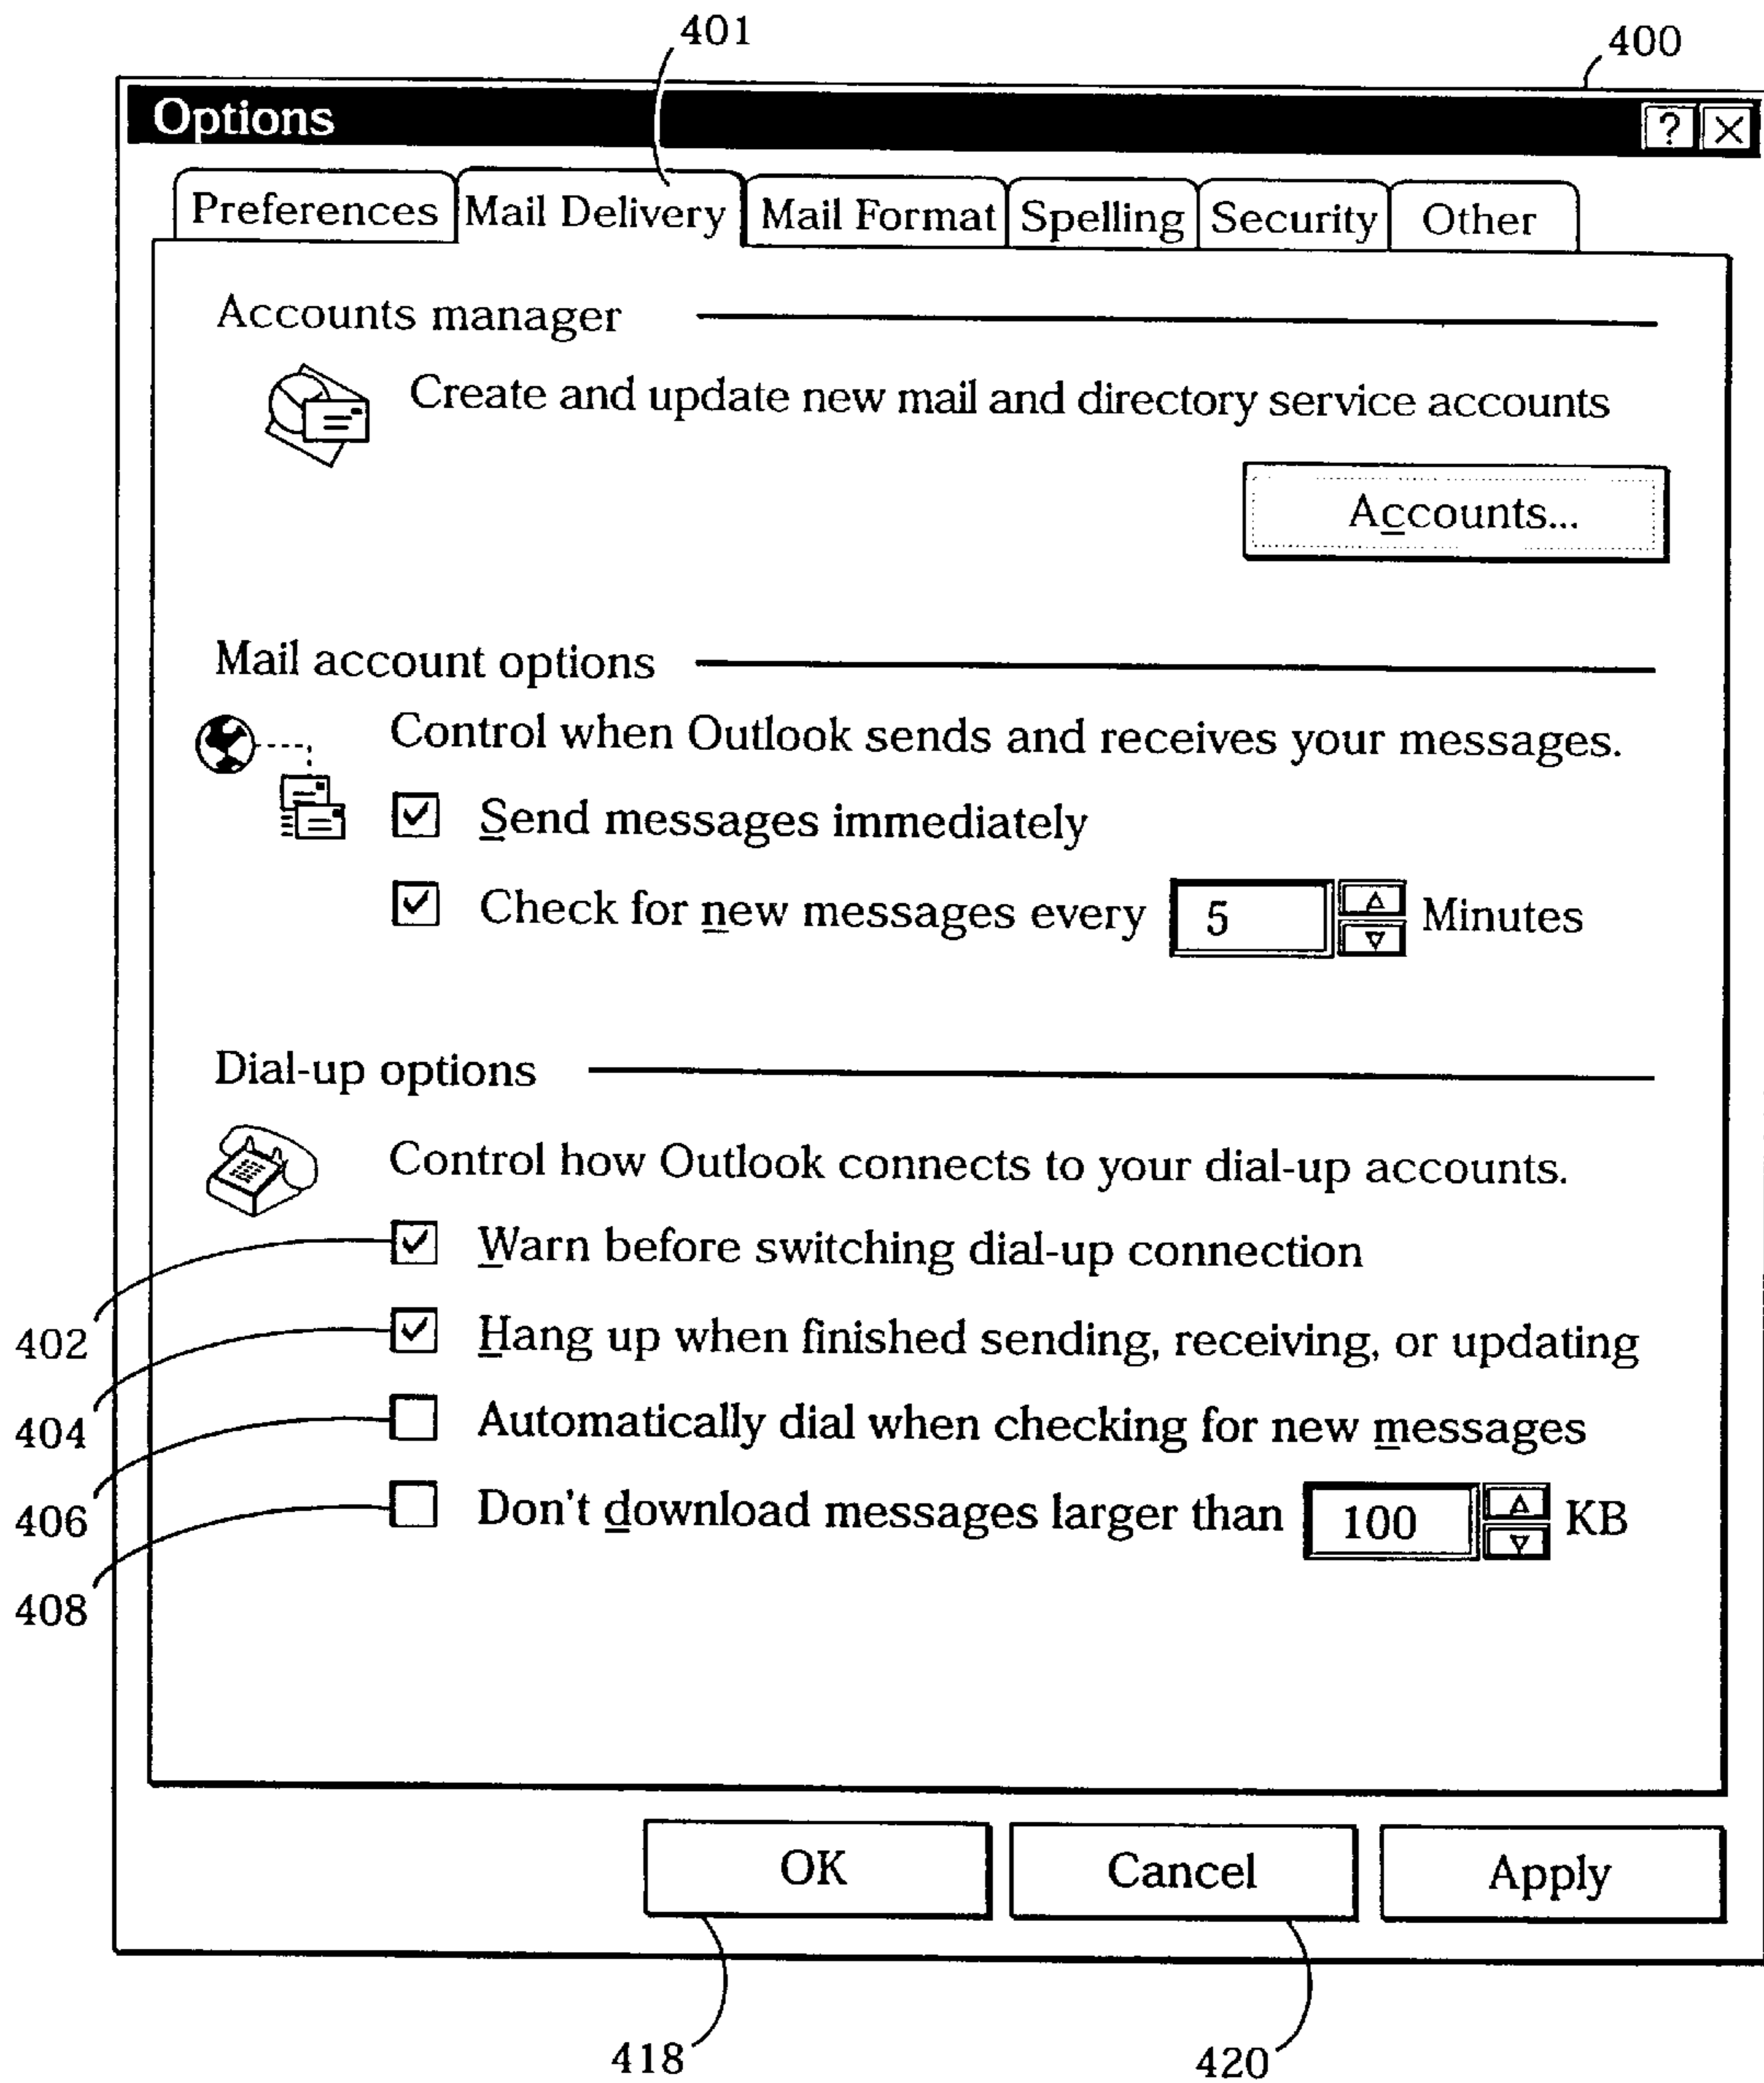 401
400
Options
?
Preferences Mail Delivery Mail Format Spelling Security Other
Accounts manager
Create and update new mail and directory service accounts
Accounts...
Mail account options
Control when Outlook sends and receives your messages.
Send messages immediately
Check for new messages every 5 Minutes
Dial-up options
Control how Outlook connects to your dial-up accounts.
Warn before switching dial-up connection
402
Hang up when finished sending, receiving, or updating
404
Automatically dial when checking for new messages
406
Don't download messages larger than 100 KB
408
OK Cancel Apply
418
420